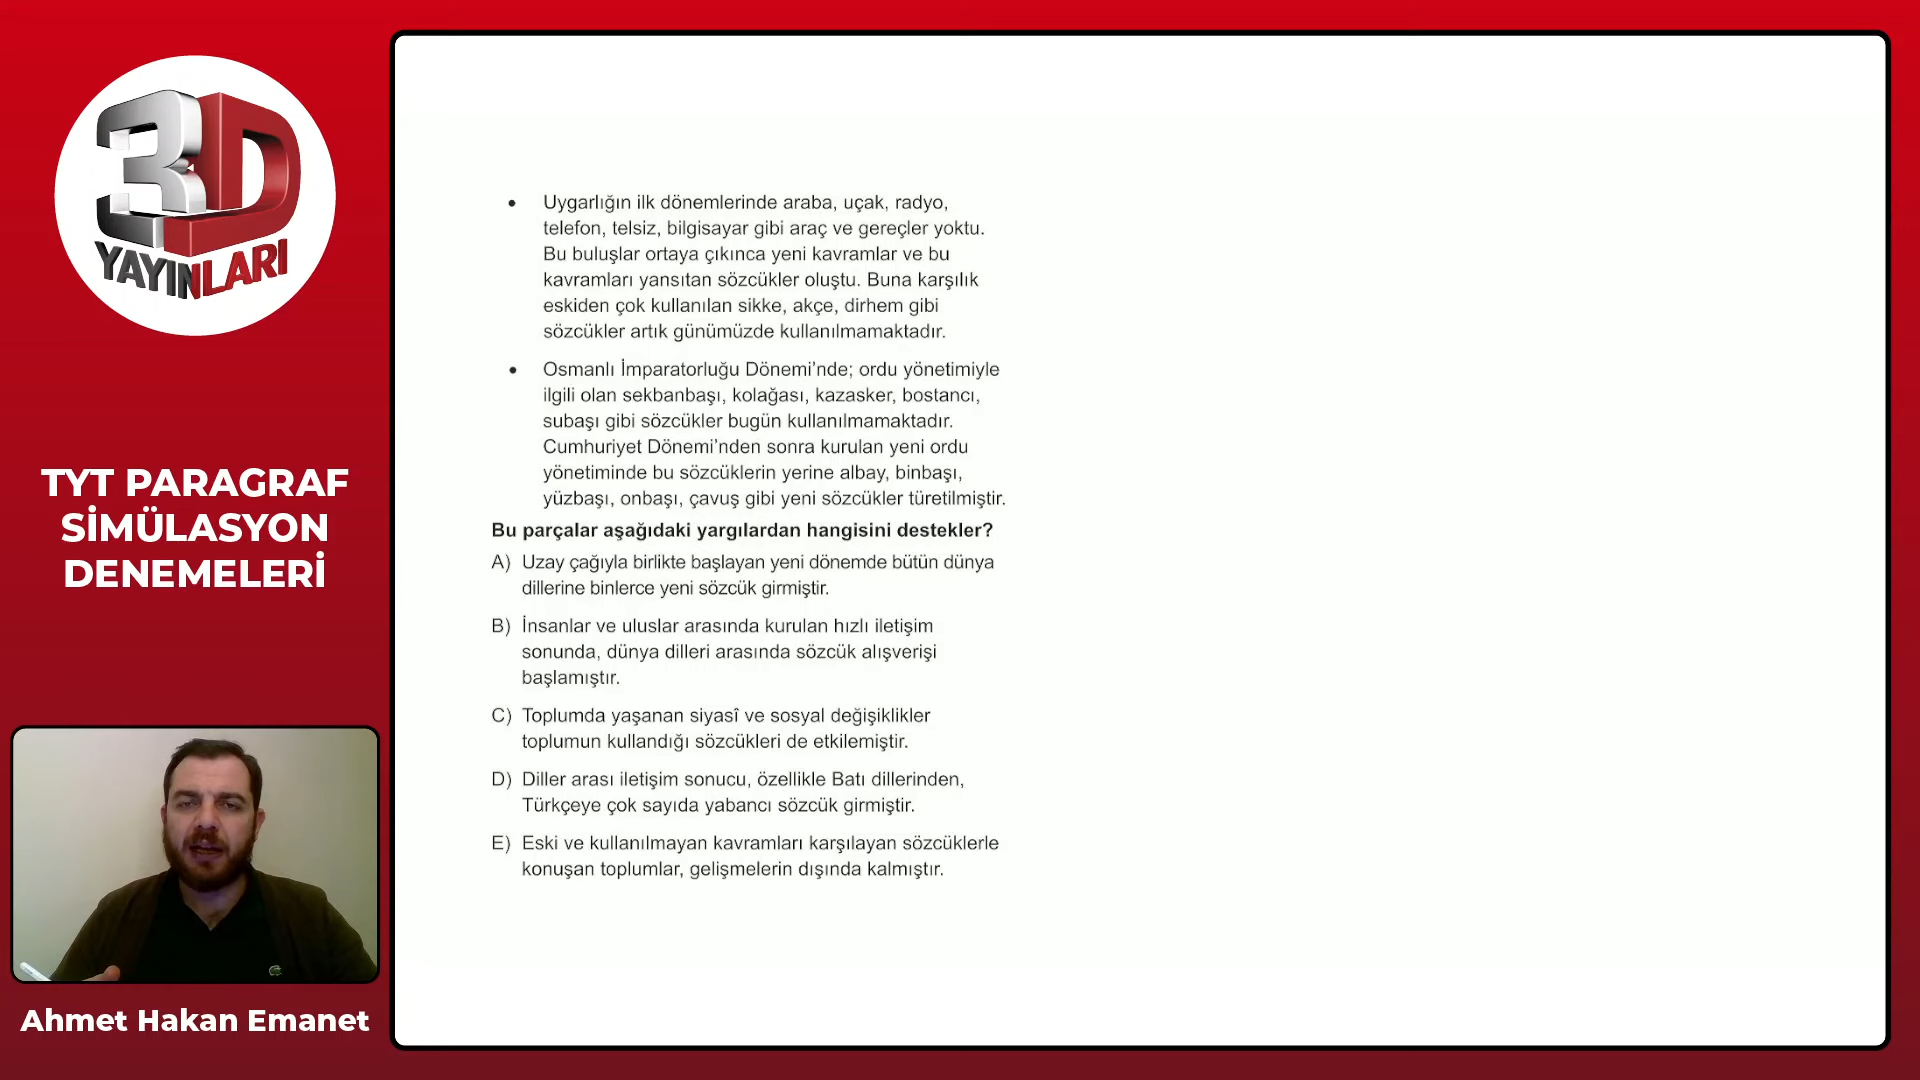 3D
YAYINLARI
TYT PARAGRAF
SİMÜLASYON
DENEMELERİ
Ahmet Hakan Emanet
• Uygarlığın ilk dönemlerinde araba, uçak, radyo,
telefon, telsiz, bilgisayar gibi araç ve gereçler yoktu.
Bu buluşlar ortaya çıkınca yeni kavramlar ve bu
kavramları yansıtan sözcükler oluştu. Buna karşılık
eskiden çok kullanılan sikke, akçe, dirhem gibi
sözcükler artık günümüzde kullanılmamaktadır.
• Osmanlı İmparatorluğu Dönemi’nde; ordu yönetimiyle
ilgili olan sekbanbaşı, kolağası, kazasker, bostancı,
subaşı gibi sözcükler bugün kullanılmamaktadır.
Cumhuriyet Dönemi’nden sonra kurulan yeni ordu
yönetiminde bu sözcüklerin yerine albay, binbaşı,
yüzbaşı, onbaşı, çavuş gibi yeni sözcükler türetilmiştir.
Bu parçalar aşağıdaki yargılardan hangisini destekler?
A) Uzay çağıyla birlikte başlayan yeni dönemde bütün dünya
dillerine binlerce yeni sözcük girmiştir.
B) İnsanlar ve uluslar arasında kurulan hızlı iletişim
sonunda, dünya dilleri arasında sözcük alışverişi
başlamıştır.
C) Toplumda yaşanan siyasî ve sosyal değişiklikler
toplumun kullandığı sözcükleri de etkilemiştir.
D) Diller arası iletişim sonucu, özellikle Batı dillerinden,
Türkçeye çok sayıda yabancı sözcük girmiştir.
E) Eski ve kullanılmayan kavramları karşılayan sözcüklerle
konuşan toplumlar, gelişmelerin dışında kalmıştır.